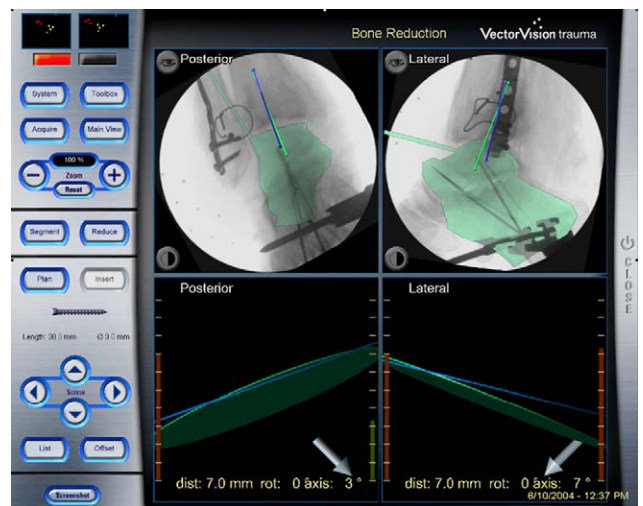 Bone Reduction VectorVision trauma
Posterior
Lateral
System Toolbox
Acquire Main View
100 %
Zoom
Reset
Segment Reduce
Plan Insert
Length: 30.0 mm Ø 3.0 mm
Screw
List Offset
Screenshot
CLOSE
Posterior
Lateral
dist: 7.0 mm rot: 0 axis: 3 °
dist: 7.0 mm rot: 0 axis: 7 °
6/10/2004 - 12:37 PM